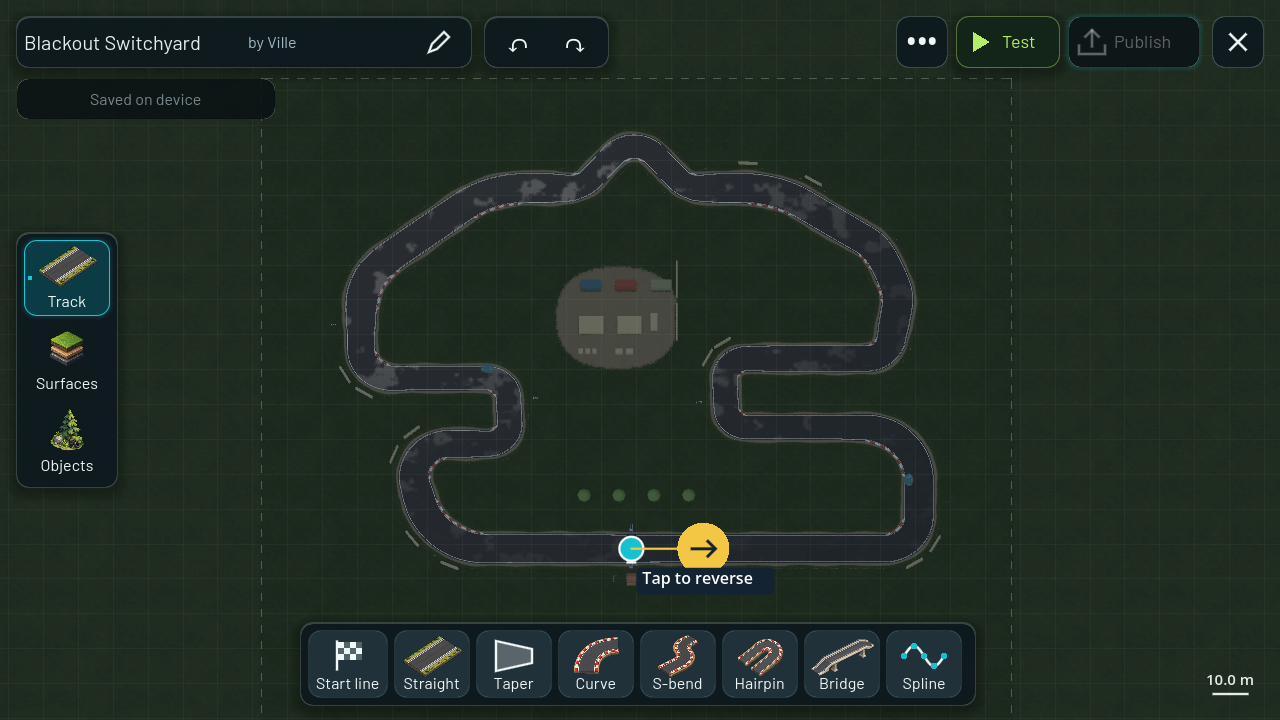 Blackout Switchyard by Ville
Test
Publish
Saved on device
Track
Surfaces
Objects
Tap to reverse
Start line
Straight
Taper
Curve
S-bend
Hairpin
Bridge
Spline
10.0 m